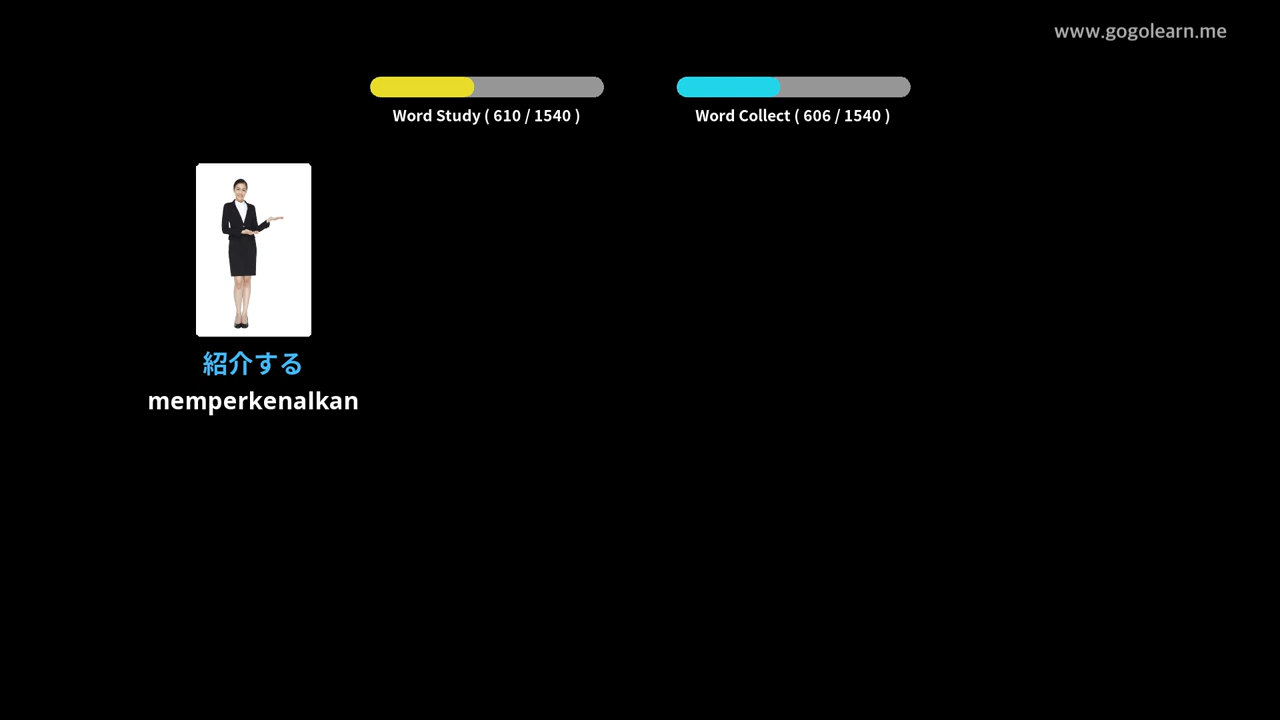 www.gogolearn.me
Word Study ( 610 / 1540 )
Word Collect ( 606 / 1540 )
紹介する
memperkenalkan